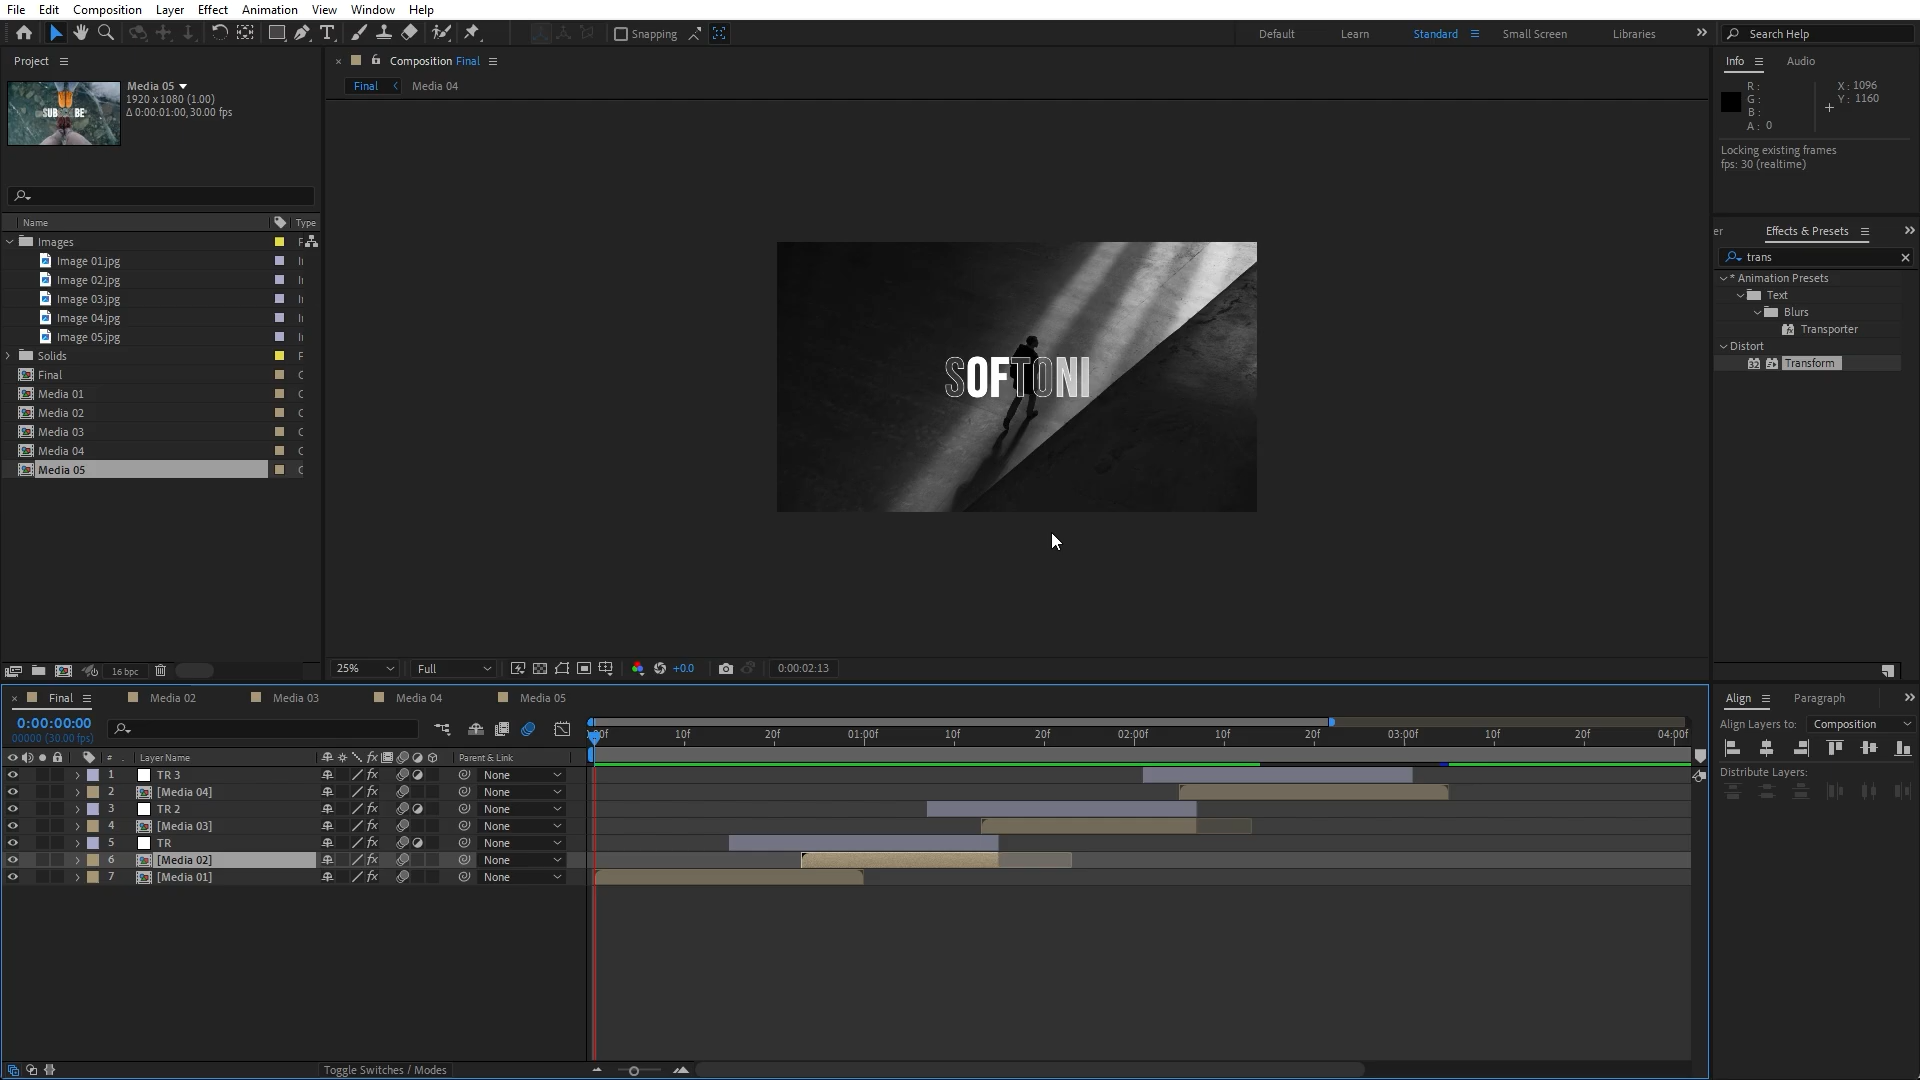 File Edit Composition Layer Effect Animation View Window Help
Snapping
Default Learn Standard Small Screen Libraries Search Help
Project
Media 05
1920 x 1080 (1.00)
Δ 0:00:01:00, 30.00 fps
Name Type
Images
Image 01.jpg
Image 02.jpg
Image 03.jpg
Image 04.jpg
Image 05.jpg
Solids
Final
Media 01
Media 02
Media 03
Media 04
Media 05
16 bpc
Composition Final
Final Media 04
SOFTONI
25% Full +0.0 0:00:02:13
Info Audio
R :
G :
B :
A : 0
X : 1096
Y : 1160
Locking existing frames
fps: 30 (realtime)
er Effects & Presets
trans
* Animation Presets
Text
Blurs
Transporter
Distort
Transform
Final Media 02 Media 03 Media 04 Media 05
0:00:00:00
00000 (30.00 fps)
:00f 10f 20f 01:00f 10f 20f 02:00f 10f 20f 03:00f 10f 20f 04:00f
# Layer Name Parent & Link
1 TR 3 None
2 [Media 04] None
3 TR 2 None
4 [Media 03] None
5 TR None
6 [Media 02] None
7 [Media 01] None
Toggle Switches / Modes
Align Paragraph
Align Layers to: Composition
Distribute Layers: